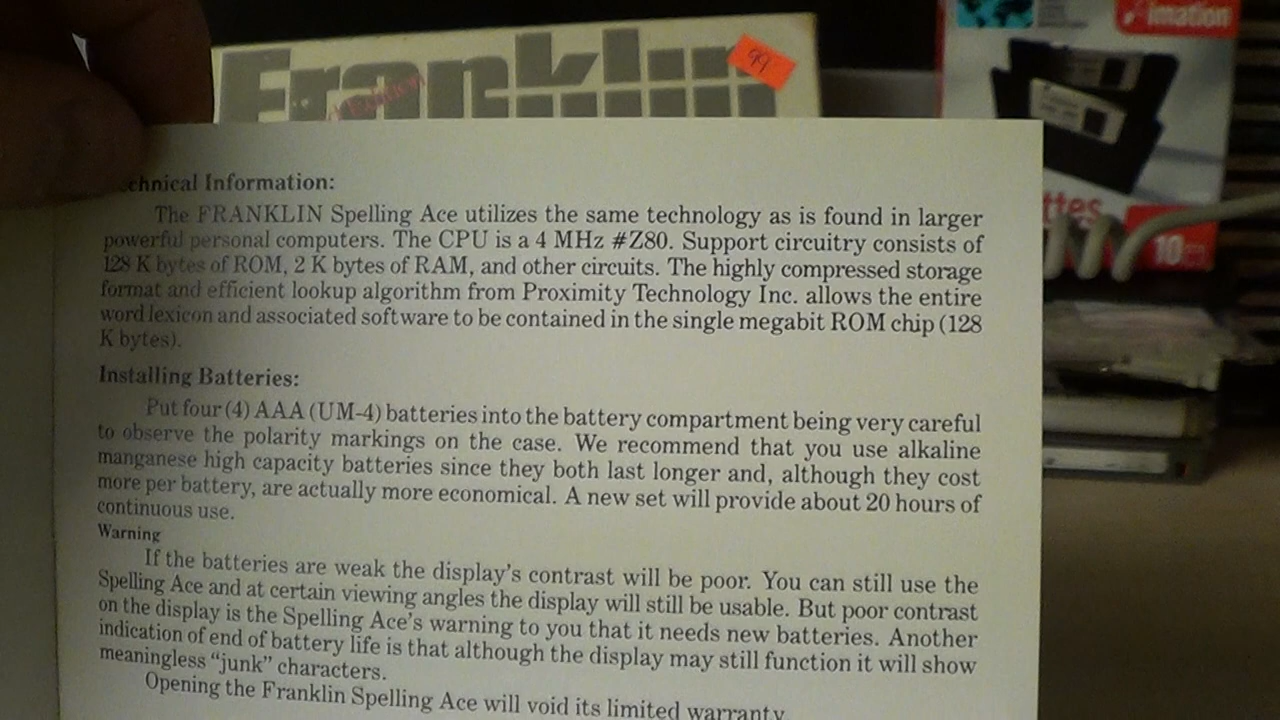 Franklin
99
Edition
imation
ttes
10
Technical Information:
The FRANKLIN Spelling Ace utilizes the same technology as is found in larger
powerful personal computers. The CPU is a 4 MHz #Z80. Support circuitry consists of
128 K bytes of ROM, 2 K bytes of RAM, and other circuits. The highly compressed storage
format and efficient lookup algorithm from Proximity Technology Inc. allows the entire
word lexicon and associated software to be contained in the single megabit ROM chip (128
K bytes).
Installing Batteries:
Put four (4) AAA (UM-4) batteries into the battery compartment being very careful
to observe the polarity markings on the case. We recommend that you use alkaline
manganese high capacity batteries since they both last longer and, although they cost
more per battery, are actually more economical. A new set will provide about 20 hours of
continuous use.
Warning
If the batteries are weak the display's contrast will be poor. You can still use the
Spelling Ace and at certain viewing angles the display will still be usable. But poor contrast
on the display is the Spelling Ace's warning to you that it needs new batteries. Another
indication of end of battery life is that although the display may still function it will show
meaningless “junk” characters.
Opening the Franklin Spelling Ace will void its limited warranty.